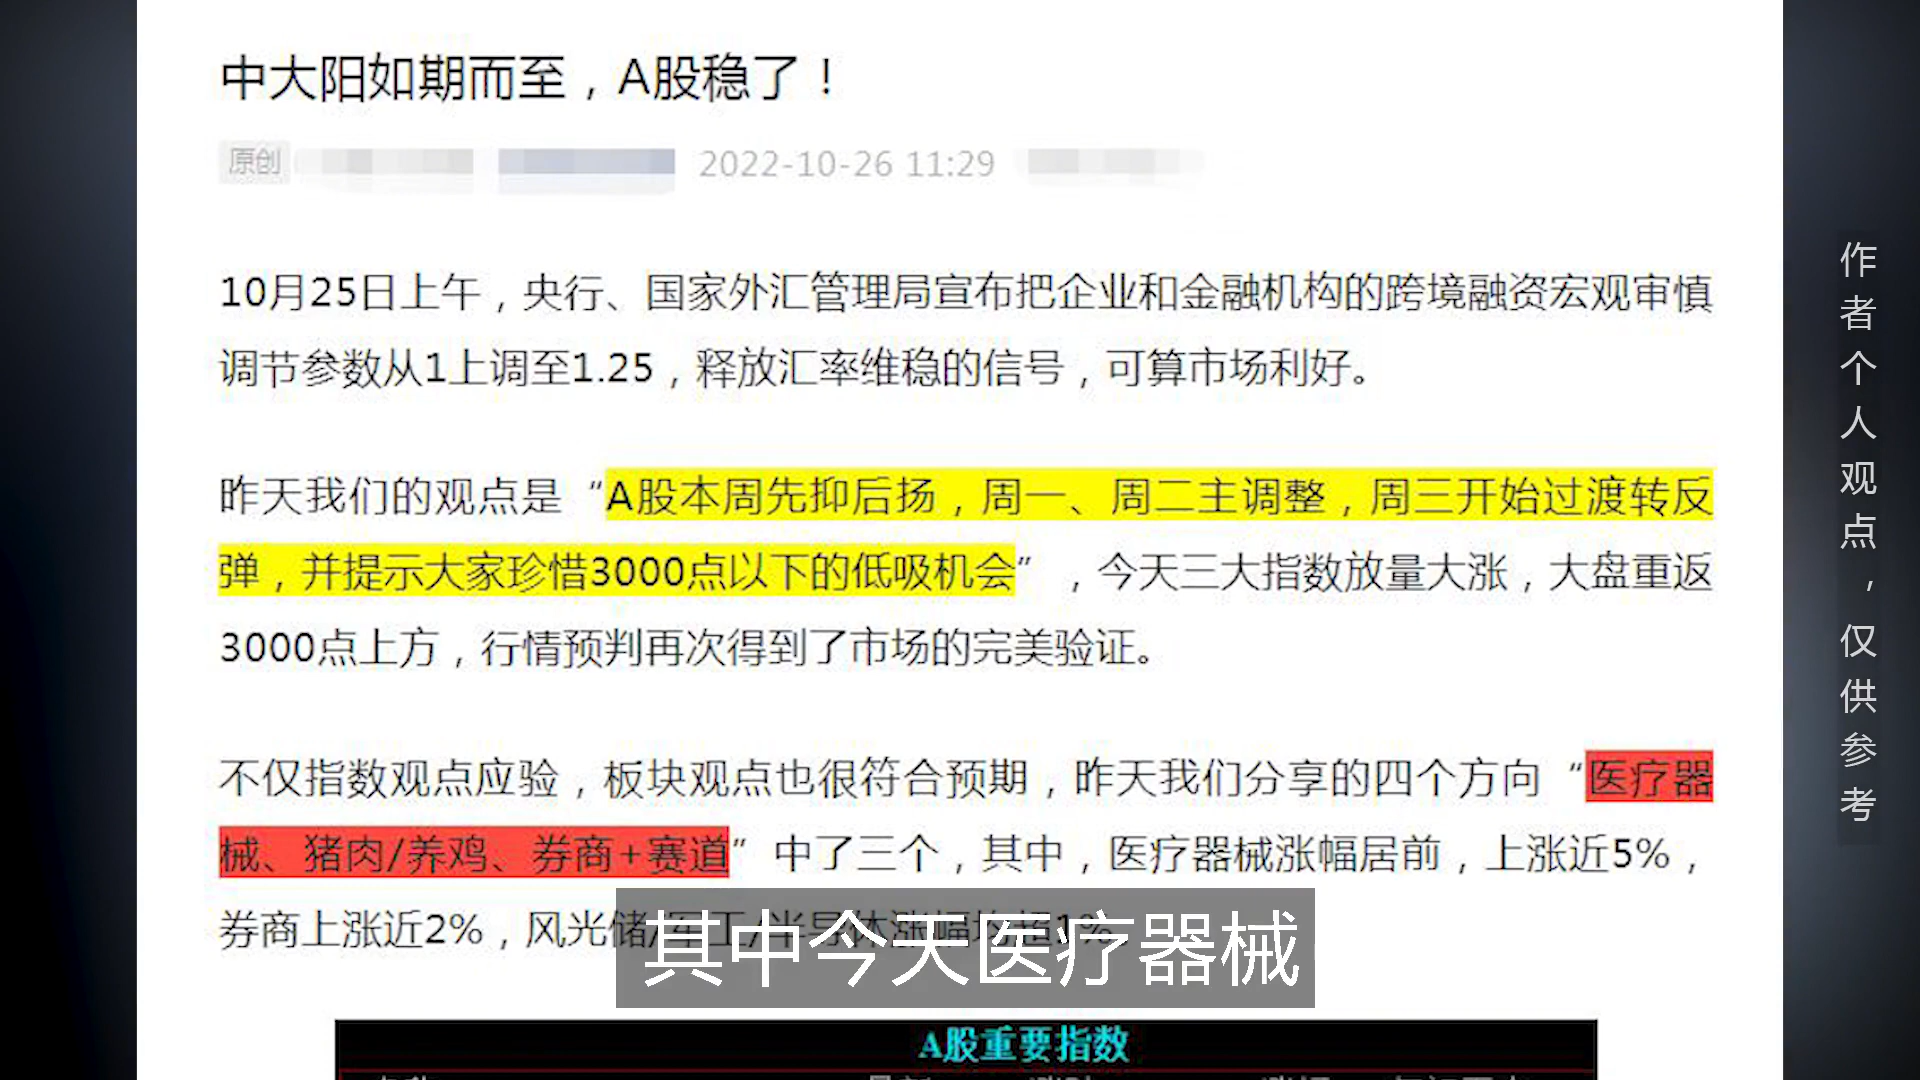 中大阳如期而至，A股稳了！
原创 2022-10-26 11:29
10月25日上午，央行、国家外汇管理局宣布把企业和金融机构的跨境融资宏观审慎
调节参数从1上调至1.25，释放汇率维稳的信号，可算市场利好。
昨天我们的观点是“A股本周先抑后扬，周一、周二主调整，周三开始过渡转反
弹，并提示大家珍惜3000点以下的低吸机会”，今天三大指数放量大涨，大盘重返
3000点上方，行情预判再次得到了市场的完美验证。
不仅指数观点应验，板块观点也很符合预期，昨天我们分享的四个方向“医疗器
械、猪肉/养鸡、券商+赛道”中了三个，其中，医疗器械涨幅居前，上涨近5%，
券商上涨近2%，风光储/军工/半导体涨幅均超1%。
其中今天医疗器械
A股重要指数
作者个人观点，仅供参考